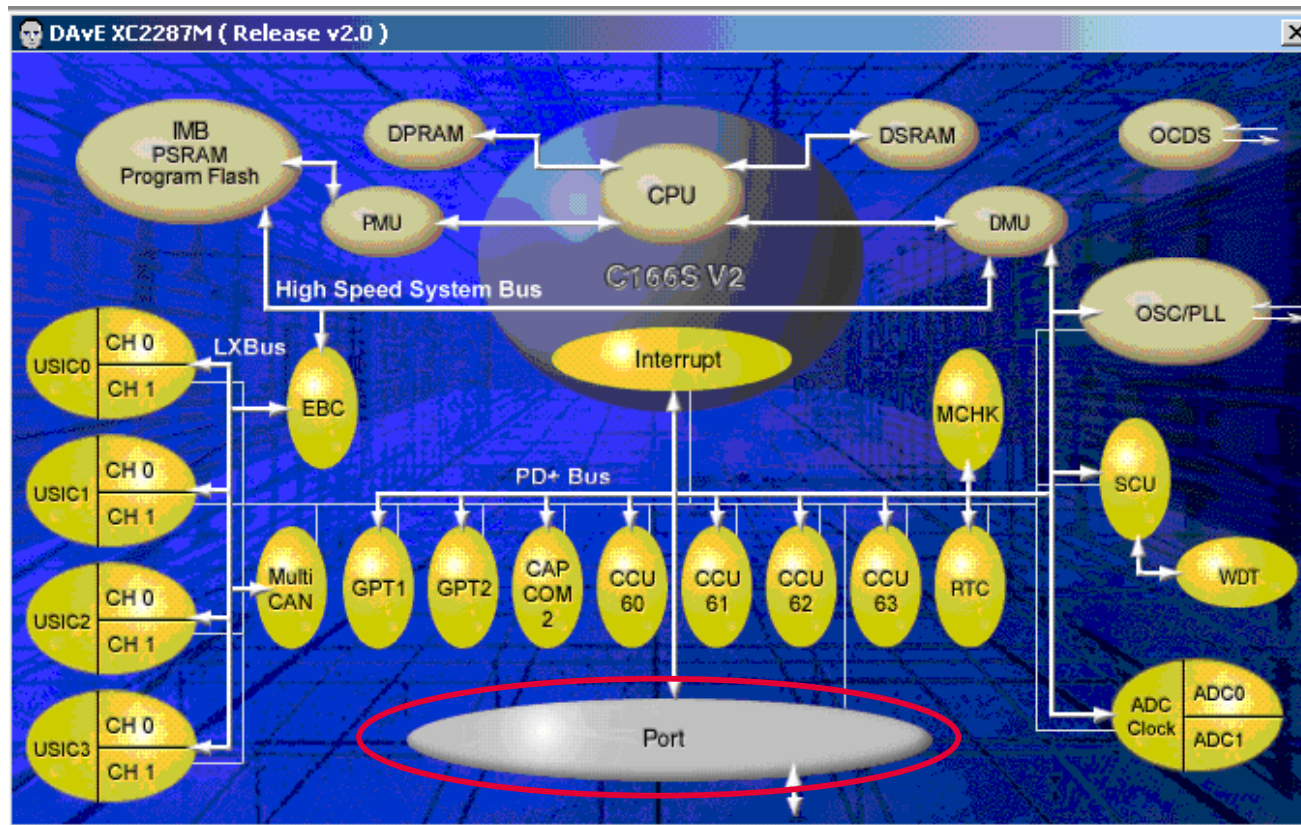 DAvE XC2287M ( Release v2.0 )
IMB
PSRAM
Program Flash
DPRAM
DSRAM
OCDS
CPU
PMU
DMU
C166S V2
High Speed System Bus
OSC/PLL
USIC0
CH 0
CH 1
LXBus
Interrupt
EBC
MCHK
USIC1
CH 0
CH 1
PD+ Bus
SCU
Multi
CAN
GPT1
GPT2
CAP
COM
2
CCU
60
CCU
61
CCU
62
CCU
63
RTC
WDT
USIC2
CH 0
CH 1
USIC3
CH 0
CH 1
Port
ADC
Clock
ADC0
ADC1